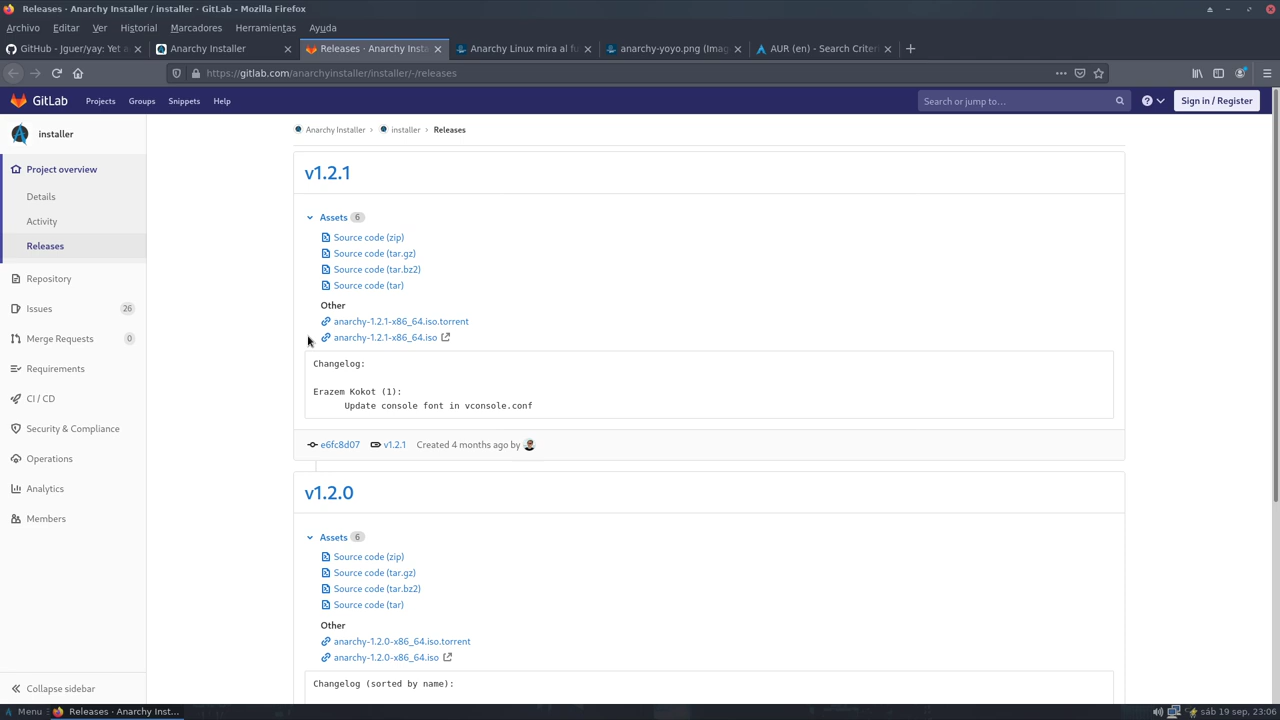 Releases · Anarchy Installer / installer · GitLab - Mozilla Firefox
Archivo Editar Ver Historial Marcadores Herramientas Ayuda
GitHub - Jguer/yay: Yet a
Anarchy Installer
Releases · Anarchy Insta
Anarchy Linux mira al fu
anarchy-yoyo.png (Imag
AUR (en) - Search Criter
https://gitlab.com/anarchyinstaller/installer/-/releases
GitLab Projects Groups Snippets Help Search or jump to... Sign in / Register
installer
Project overview
Details
Activity
Releases
Repository
Issues 26
Merge Requests 0
Requirements
CI / CD
Security & Compliance
Operations
Analytics
Members
Collapse sidebar
Anarchy Installer › installer › Releases
v1.2.1
Assets 6
Source code (zip)
Source code (tar.gz)
Source code (tar.bz2)
Source code (tar)
Other
anarchy-1.2.1-x86_64.iso.torrent
anarchy-1.2.1-x86_64.iso
Changelog:
Erazem Kokot (1):
Update console font in vconsole.conf
e6fc8d07 v1.2.1 Created 4 months ago by
v1.2.0
Assets 6
Source code (zip)
Source code (tar.gz)
Source code (tar.bz2)
Source code (tar)
Other
anarchy-1.2.0-x86_64.iso.torrent
anarchy-1.2.0-x86_64.iso
Changelog (sorted by name):
Menu Releases · Anarchy Inst... sáb 19 sep, 23:06